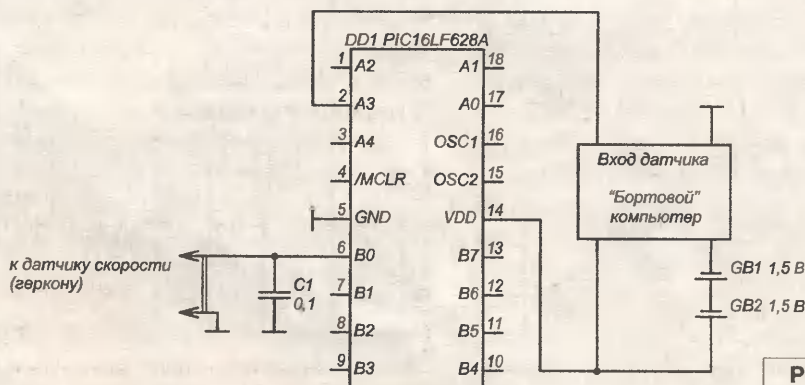 DD1 PIC16LF628A
1 A2 A1 18
2 A3 A0 17
3 A4 OSC1 16
4 /MCLR OSC2 15
5 GND VDD 14
6 B0 B7 13
7 B1 B6 12
8 B2 B5 11
9 B3 B4 10
к датчику скорости
(геркону)
C1
0,1
Вход датчика
"Бортовой"
компьютер
GB1 1,5 В
GB2 1,5 В
Р